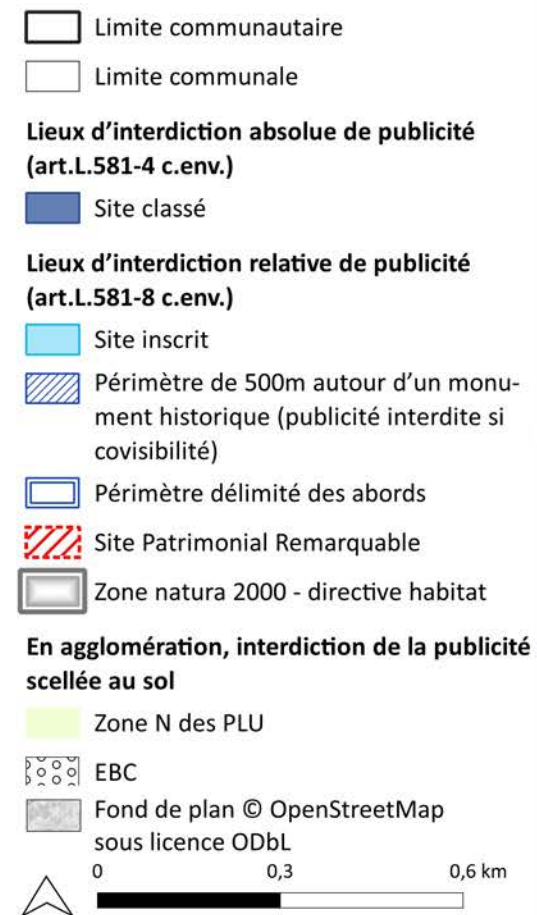 Limite communautaire
Limite communale
Lieux d’interdiction absolue de publicité
(art.L.581-4 c.env.)
Site classé
Lieux d’interdiction relative de publicité
(art.L.581-8 c.env.)
Site inscrit
Périmètre de 500m autour d’un monu-
ment historique (publicité interdite si
covisibilité)
Périmètre délimité des abords
Site Patrimonial Remarquable
Zone natura 2000 - directive habitat
En agglomération, interdiction de la publicité
scellée au sol
Zone N des PLU
EBC
Fond de plan © OpenStreetMap
sous licence ODbL
0 0,3 0,6 km